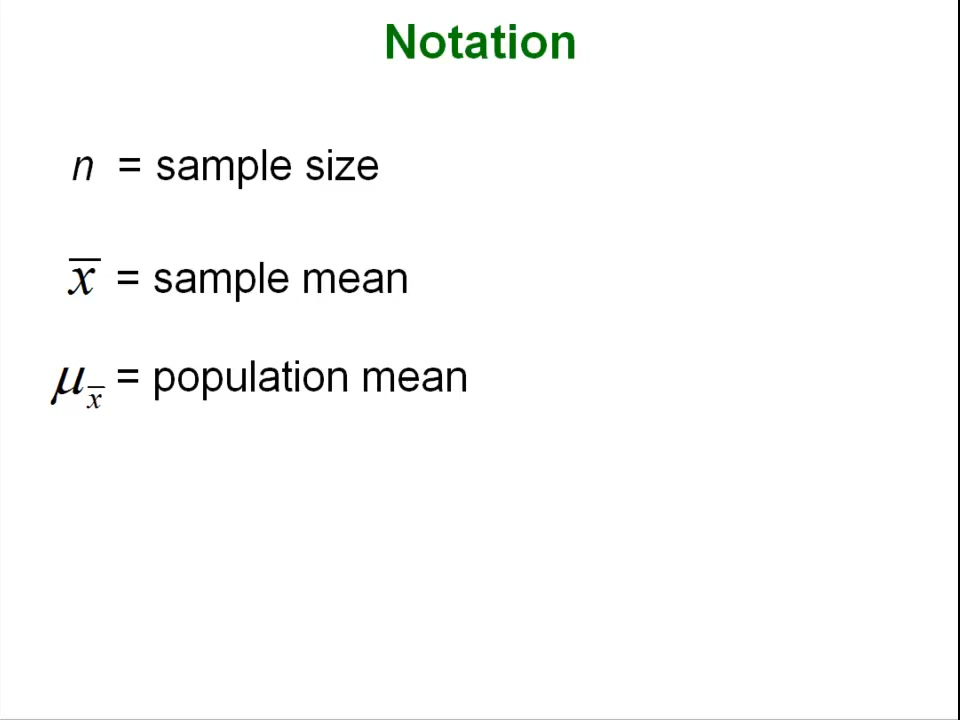 Notation
n = sample size
x̄ = sample mean
μx̄ = population mean